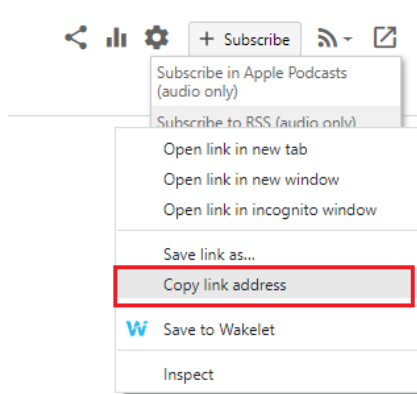 + Subscribe
Subscribe in Apple Podcasts
(audio only)
Subscribe to RSS (audio only)
Open link in new tab
Open link in new window
Open link in incognito window
Save link as...
Copy link address
Save to Wakelet
Inspect